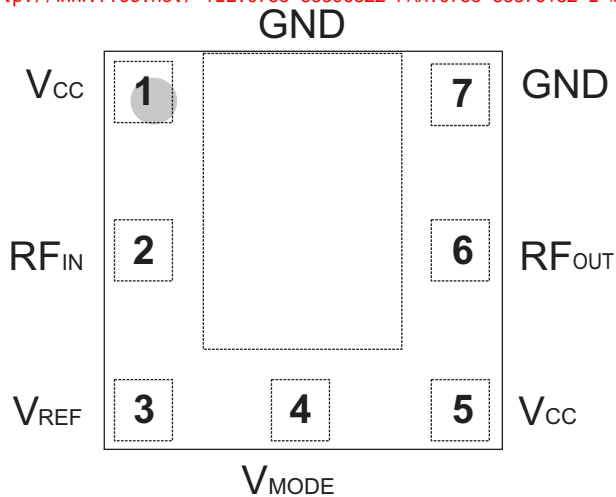 GND
VCC 1 7 GND
RFIN 2 6 RFOUT
VREF 3 4 5 VCC
VMODE